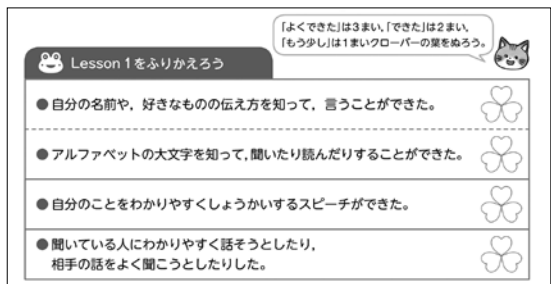 「よくできた」は3まい,「できた」は2まい,
「もう少し」は1まいクローバーの葉をぬろう。
Lesson 1をふりかえろう
●自分の名前や，好きなものの伝え方を知って，言うことができた。
●アルファベットの大文字を知って,聞いたり読んだりすることができた。
●自分のことをわかりやすくしょうかいするスピーチができた。
●聞いている人にわかりやすく話そうとしたり，
相手の話をよく聞こうとしたりした。